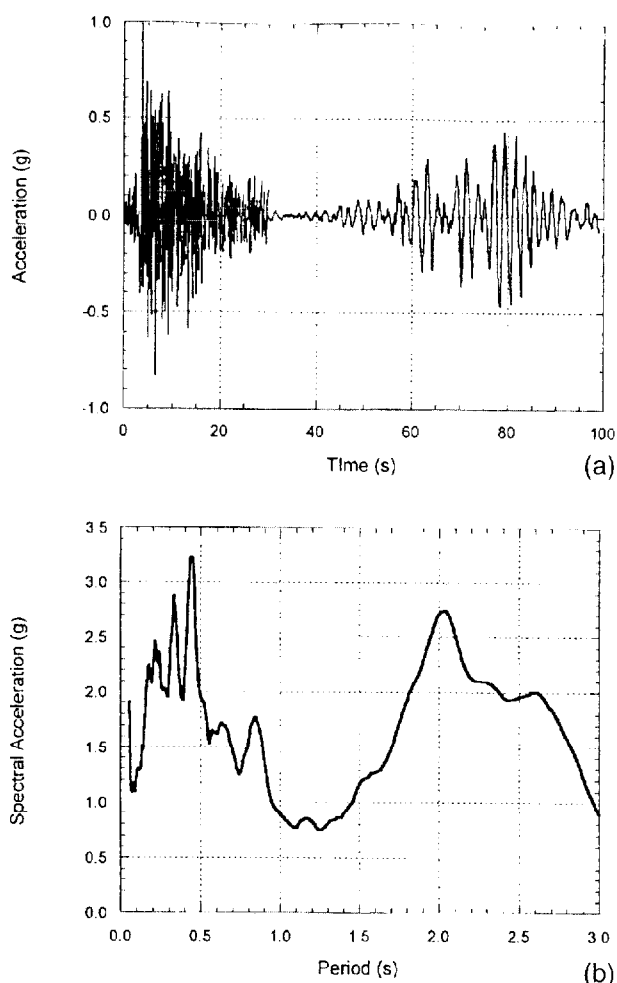 1.0
0.5
0.0
-0.5
-1.0
Acceleration (g)
0 20 40 60 80 100
TIme (s)
(a)
3.5
3.0
2.5
2.0
1.5
1.0
0.5
0.0
Spectral Acceleration (g)
0.0 0.5 1.0 1.5 2.0 2.5 3.0
Period (s)
(b)